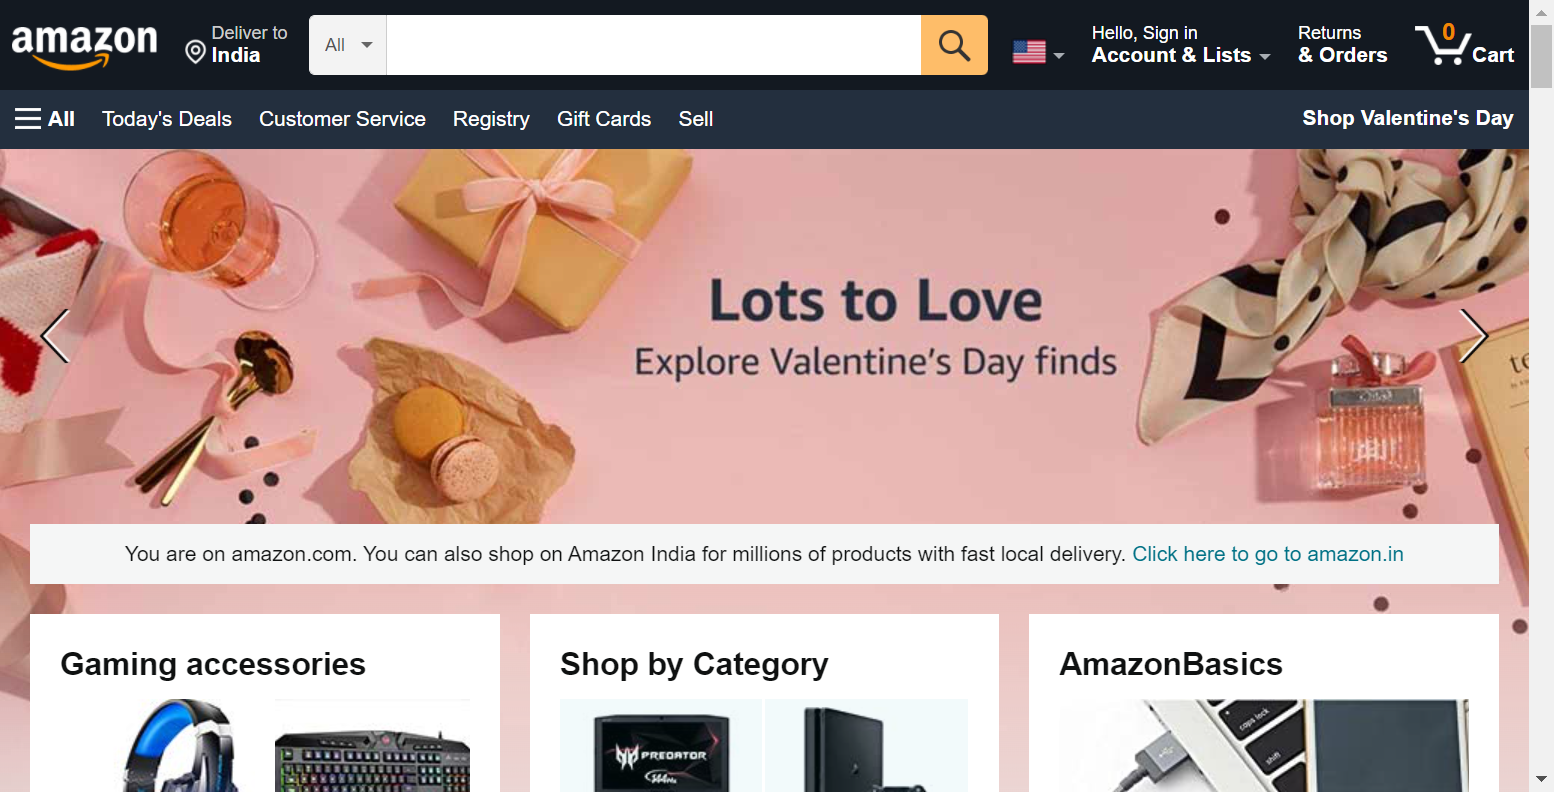 amazon
Deliver to
India
All
Hello, Sign in
Account & Lists
Returns
& Orders
0
Cart
All
Today's Deals
Customer Service
Registry
Gift Cards
Sell
Shop Valentine's Day
Lots to Love
Explore Valentine's Day finds
Chloé
You are on amazon.com. You can also shop on Amazon India for millions of products with fast local delivery. Click here to go to amazon.in
Gaming accessories
Shop by Category
AmazonBasics
PREDATOR
caps lock
shift